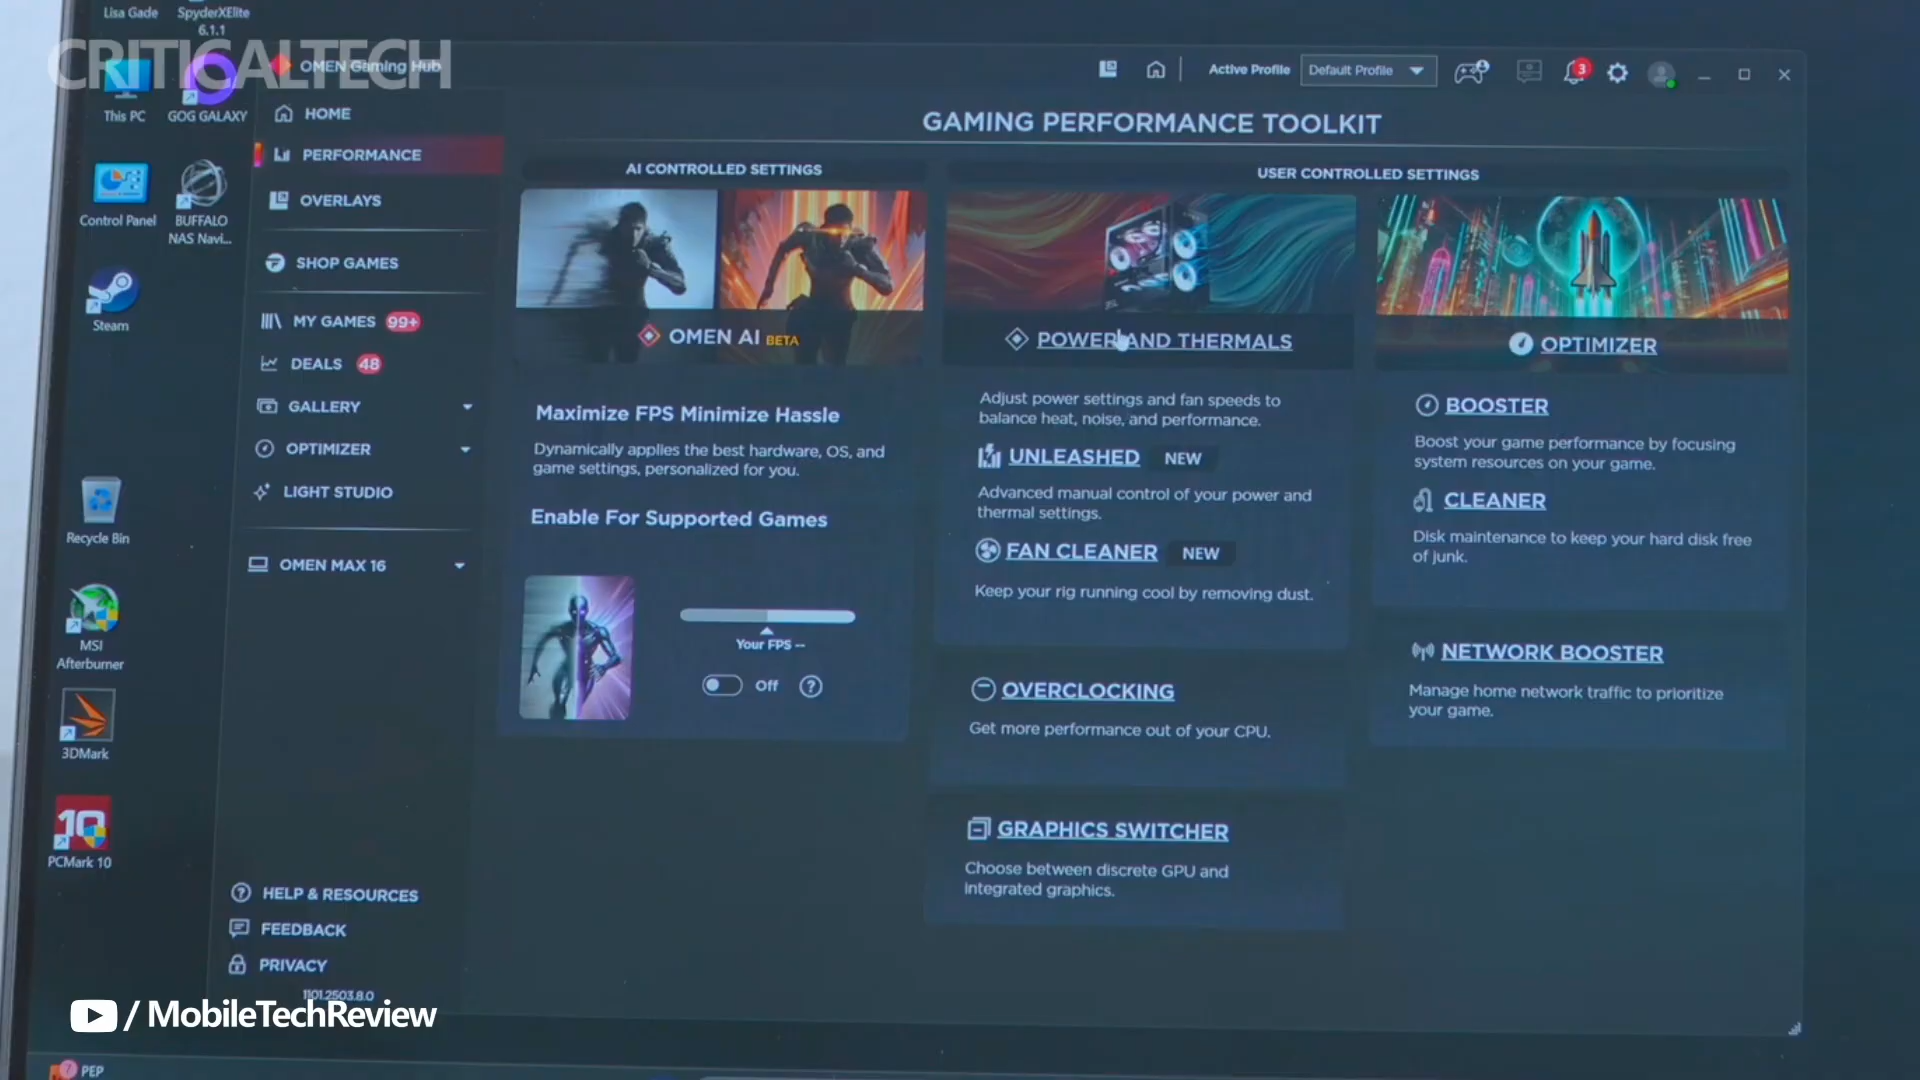 Lisa Gade
SpyderXElite
6.1.1
CRITICALTECH
This PC
GOG GALAXY
Control Panel
BUFFALO
NAS Navi...
Steam
Recycle Bin
MSI
Afterburner
3DMark
10
PCMark 10
OMEN Gaming Hub
Active Profile
Default Profile
3
HOME
PERFORMANCE
OVERLAYS
SHOP GAMES
MY GAMES 99+
DEALS 48
GALLERY
OPTIMIZER
LIGHT STUDIO
OMEN MAX 16
HELP & RESOURCES
FEEDBACK
PRIVACY
1101.2503.8.0
GAMING PERFORMANCE TOOLKIT
AI CONTROLLED SETTINGS
OMEN AI BETA
Maximize FPS Minimize Hassle
Dynamically applies the best hardware, OS, and
game settings, personalized for you.
Enable For Supported Games
Your FPS --
Off
USER CONTROLLED SETTINGS
POWER AND THERMALS
Adjust power settings and fan speeds to
balance heat, noise, and performance.
UNLEASHED NEW
Advanced manual control of your power and
thermal settings.
FAN CLEANER NEW
Keep your rig running cool by removing dust.
OVERCLOCKING
Get more performance out of your CPU.
GRAPHICS SWITCHER
Choose between discrete GPU and
integrated graphics.
OPTIMIZER
BOOSTER
Boost your game performance by focusing
system resources on your game.
CLEANER
Disk maintenance to keep your hard disk free
of junk.
NETWORK BOOSTER
Manage home network traffic to prioritize
your game.
/ MobileTechReview
7
PEP